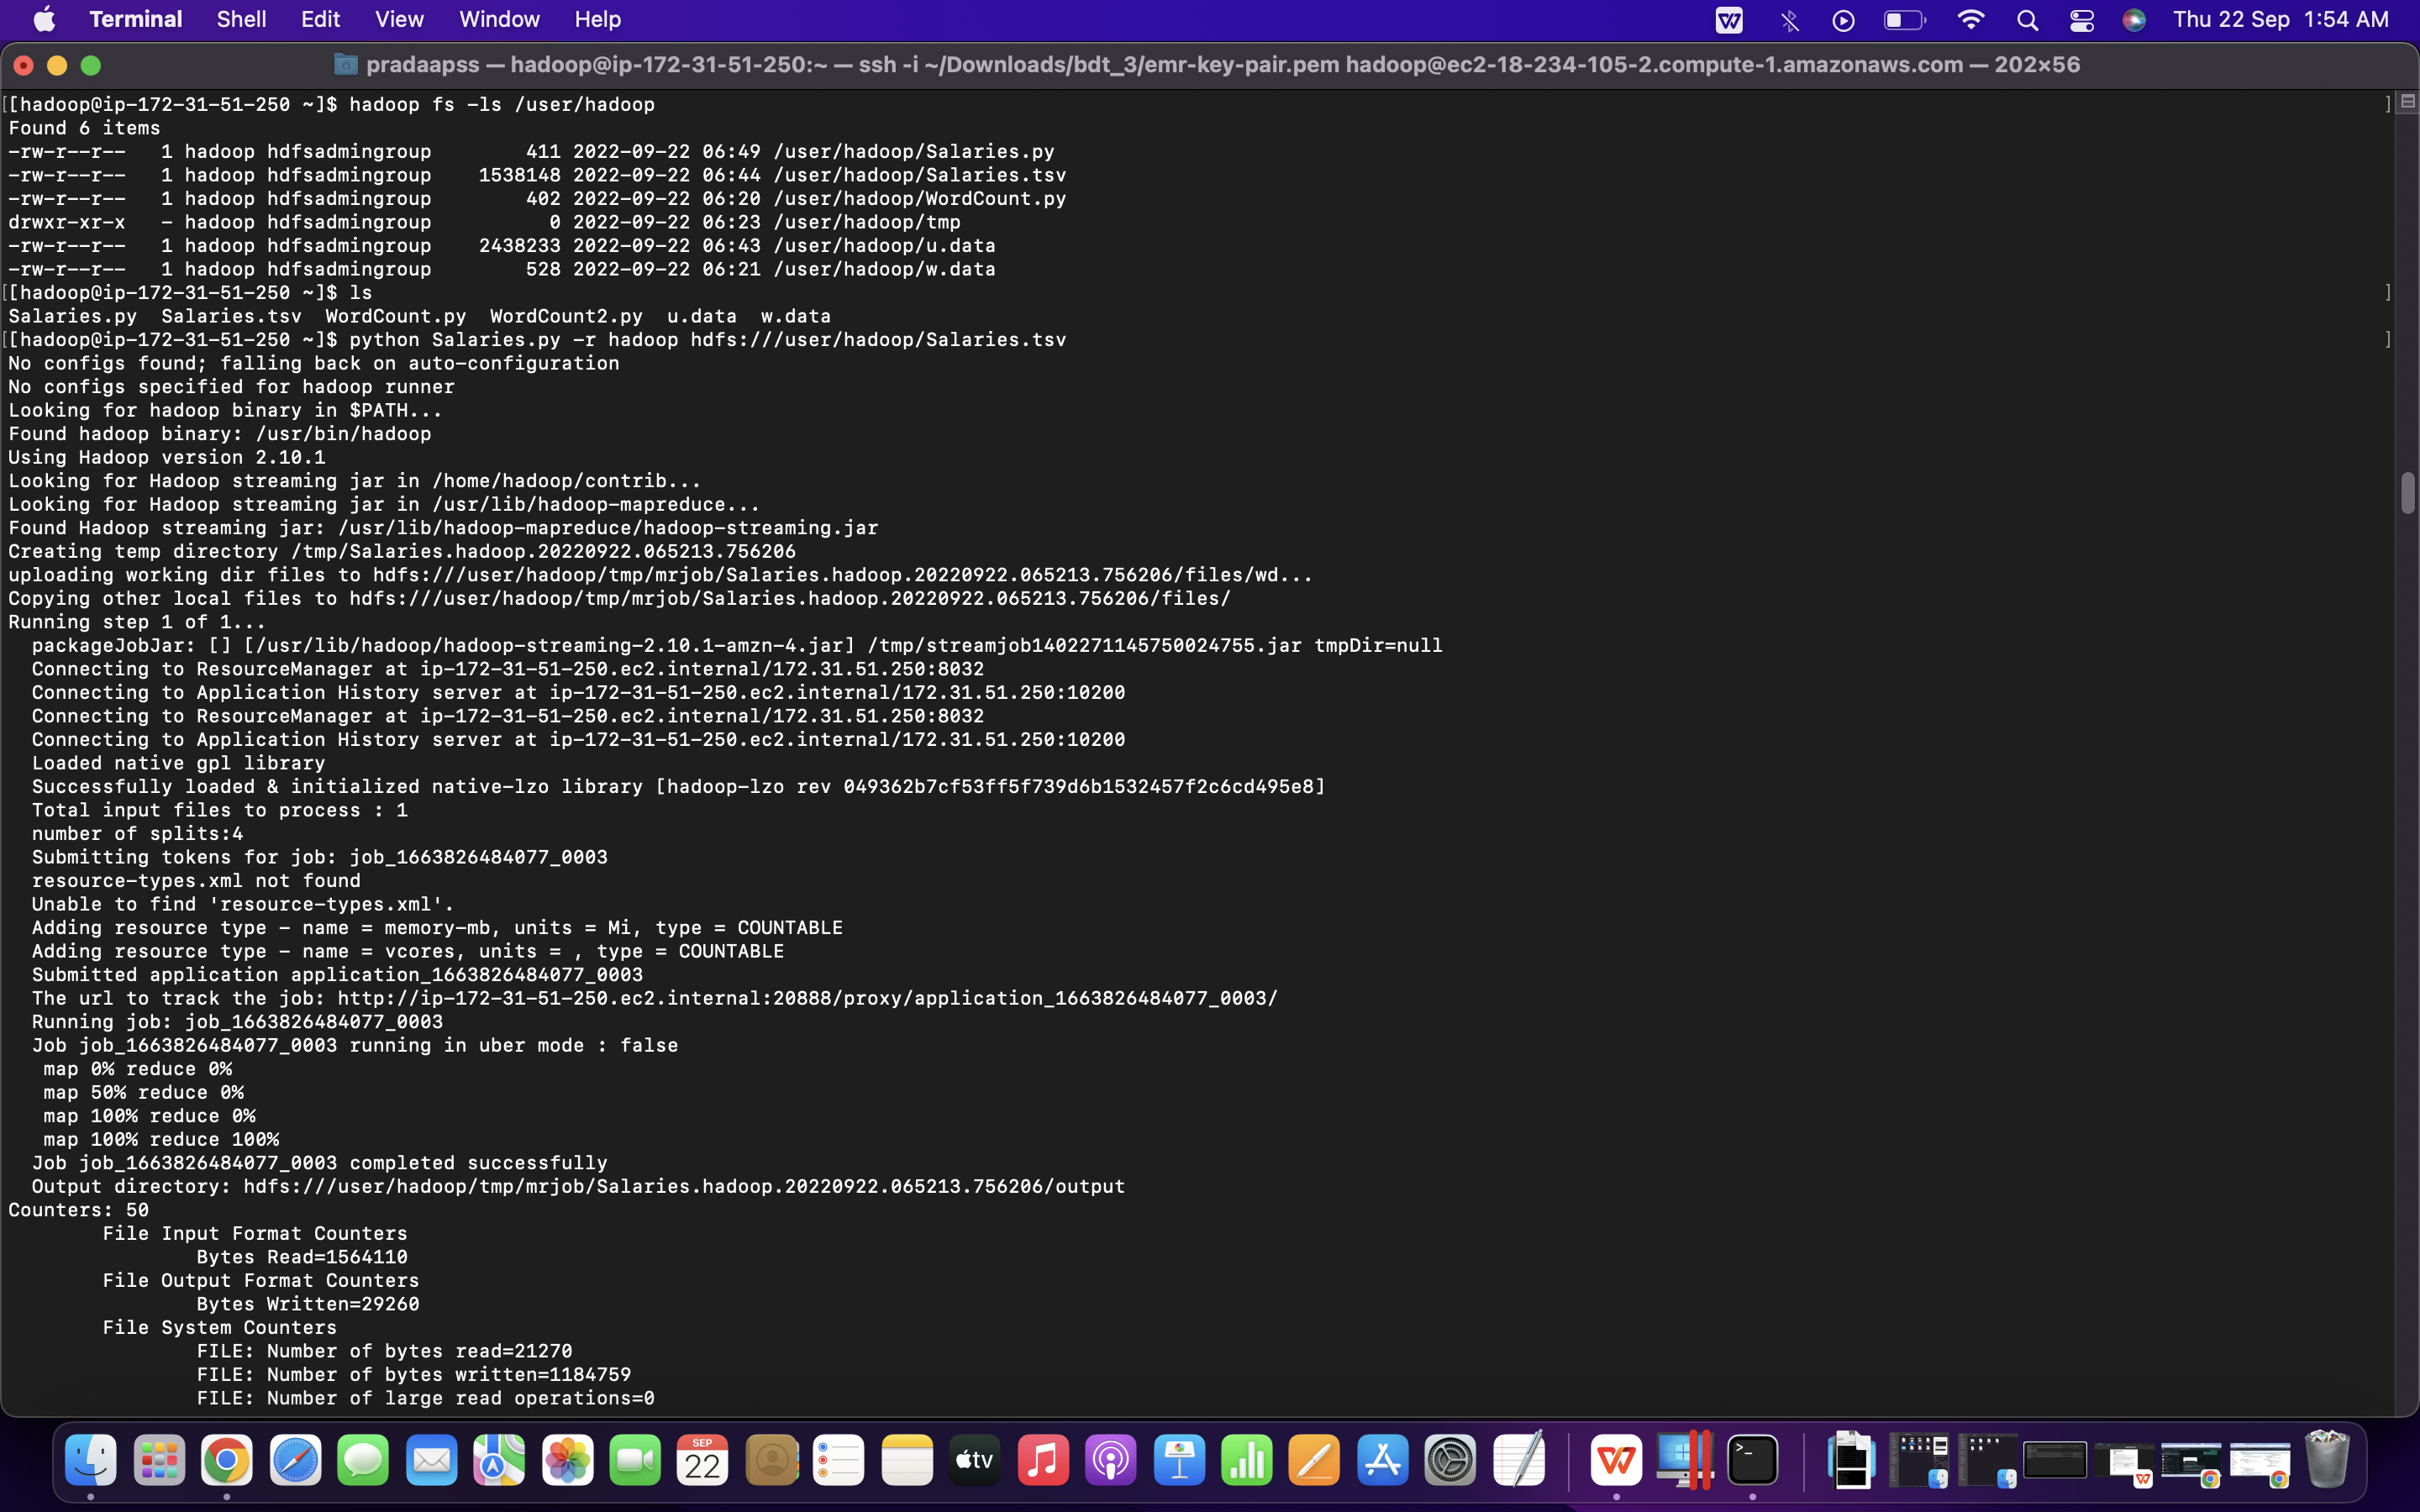 Terminal Shell Edit View Window Help Thu 22 Sep 1:54 AM
pradaapss — hadoop@ip-172-31-51-250:~ — ssh -i ~/Downloads/bdt_3/emr-key-pair.pem hadoop@ec2-18-234-105-2.compute-1.amazonaws.com — 202×56
[[hadoop@ip-172-31-51-250 ~]$ hadoop fs -ls /user/hadoop ]
Found 6 items
-rw-r--r--   1 hadoop hdfsadmingroup        411 2022-09-22 06:49 /user/hadoop/Salaries.py
-rw-r--r--   1 hadoop hdfsadmingroup    1538148 2022-09-22 06:44 /user/hadoop/Salaries.tsv
-rw-r--r--   1 hadoop hdfsadmingroup        402 2022-09-22 06:20 /user/hadoop/WordCount.py
drwxr-xr-x   - hadoop hdfsadmingroup          0 2022-09-22 06:23 /user/hadoop/tmp
-rw-r--r--   1 hadoop hdfsadmingroup    2438233 2022-09-22 06:43 /user/hadoop/u.data
-rw-r--r--   1 hadoop hdfsadmingroup        528 2022-09-22 06:21 /user/hadoop/w.data
[[hadoop@ip-172-31-51-250 ~]$ ls ]
Salaries.py  Salaries.tsv  WordCount.py  WordCount2.py  u.data  w.data
[[hadoop@ip-172-31-51-250 ~]$ python Salaries.py -r hadoop hdfs:///user/hadoop/Salaries.tsv ]
No configs found; falling back on auto-configuration
No configs specified for hadoop runner
Looking for hadoop binary in $PATH...
Found hadoop binary: /usr/bin/hadoop
Using Hadoop version 2.10.1
Looking for Hadoop streaming jar in /home/hadoop/contrib...
Looking for Hadoop streaming jar in /usr/lib/hadoop-mapreduce...
Found Hadoop streaming jar: /usr/lib/hadoop-mapreduce/hadoop-streaming.jar
Creating temp directory /tmp/Salaries.hadoop.20220922.065213.756206
uploading working dir files to hdfs:///user/hadoop/tmp/mrjob/Salaries.hadoop.20220922.065213.756206/files/wd...
Copying other local files to hdfs:///user/hadoop/tmp/mrjob/Salaries.hadoop.20220922.065213.756206/files/
Running step 1 of 1...
packageJobJar: [] [/usr/lib/hadoop/hadoop-streaming-2.10.1-amzn-4.jar] /tmp/streamjob1402271145750024755.jar tmpDir=null
Connecting to ResourceManager at ip-172-31-51-250.ec2.internal/172.31.51.250:8032
Connecting to Application History server at ip-172-31-51-250.ec2.internal/172.31.51.250:10200
Connecting to ResourceManager at ip-172-31-51-250.ec2.internal/172.31.51.250:8032
Connecting to Application History server at ip-172-31-51-250.ec2.internal/172.31.51.250:10200
Loaded native gpl library
Successfully loaded & initialized native-lzo library [hadoop-lzo rev 049362b7cf53ff5f739d6b1532457f2c6cd495e8]
Total input files to process : 1
number of splits:4
Submitting tokens for job: job_1663826484077_0003
resource-types.xml not found
Unable to find 'resource-types.xml'.
Adding resource type - name = memory-mb, units = Mi, type = COUNTABLE
Adding resource type - name = vcores, units = , type = COUNTABLE
Submitted application application_1663826484077_0003
The url to track the job: http://ip-172-31-51-250.ec2.internal:20888/proxy/application_1663826484077_0003/
Running job: job_1663826484077_0003
Job job_1663826484077_0003 running in uber mode : false
map 0% reduce 0%
map 50% reduce 0%
map 100% reduce 0%
map 100% reduce 100%
Job job_1663826484077_0003 completed successfully
Output directory: hdfs:///user/hadoop/tmp/mrjob/Salaries.hadoop.20220922.065213.756206/output
Counters: 50
File Input Format Counters
Bytes Read=1564110
File Output Format Counters
Bytes Written=29260
File System Counters
FILE: Number of bytes read=21270
FILE: Number of bytes written=1184759
FILE: Number of large read operations=0
SEP
22
tv